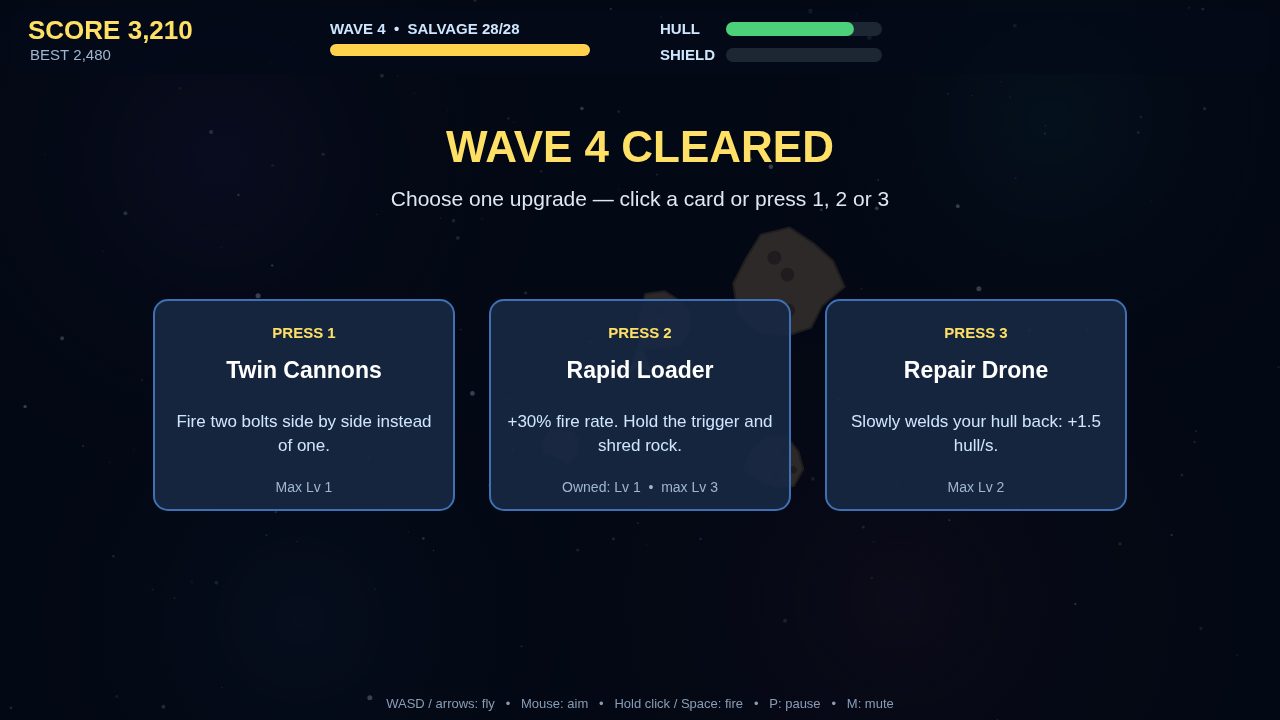 SCORE 3,210
BEST 2,480
WAVE 4 • SALVAGE 28/28
HULL
SHIELD
WAVE 4 CLEARED
Choose one upgrade — click a card or press 1, 2 or 3
PRESS 1
Twin Cannons
Fire two bolts side by side instead
of one.
Max Lv 1
PRESS 2
Rapid Loader
+30% fire rate. Hold the trigger and
shred rock.
Owned: Lv 1 • max Lv 3
PRESS 3
Repair Drone
Slowly welds your hull back: +1.5
hull/s.
Max Lv 2
WASD / arrows: fly • Mouse: aim • Hold click / Space: fire • P: pause • M: mute